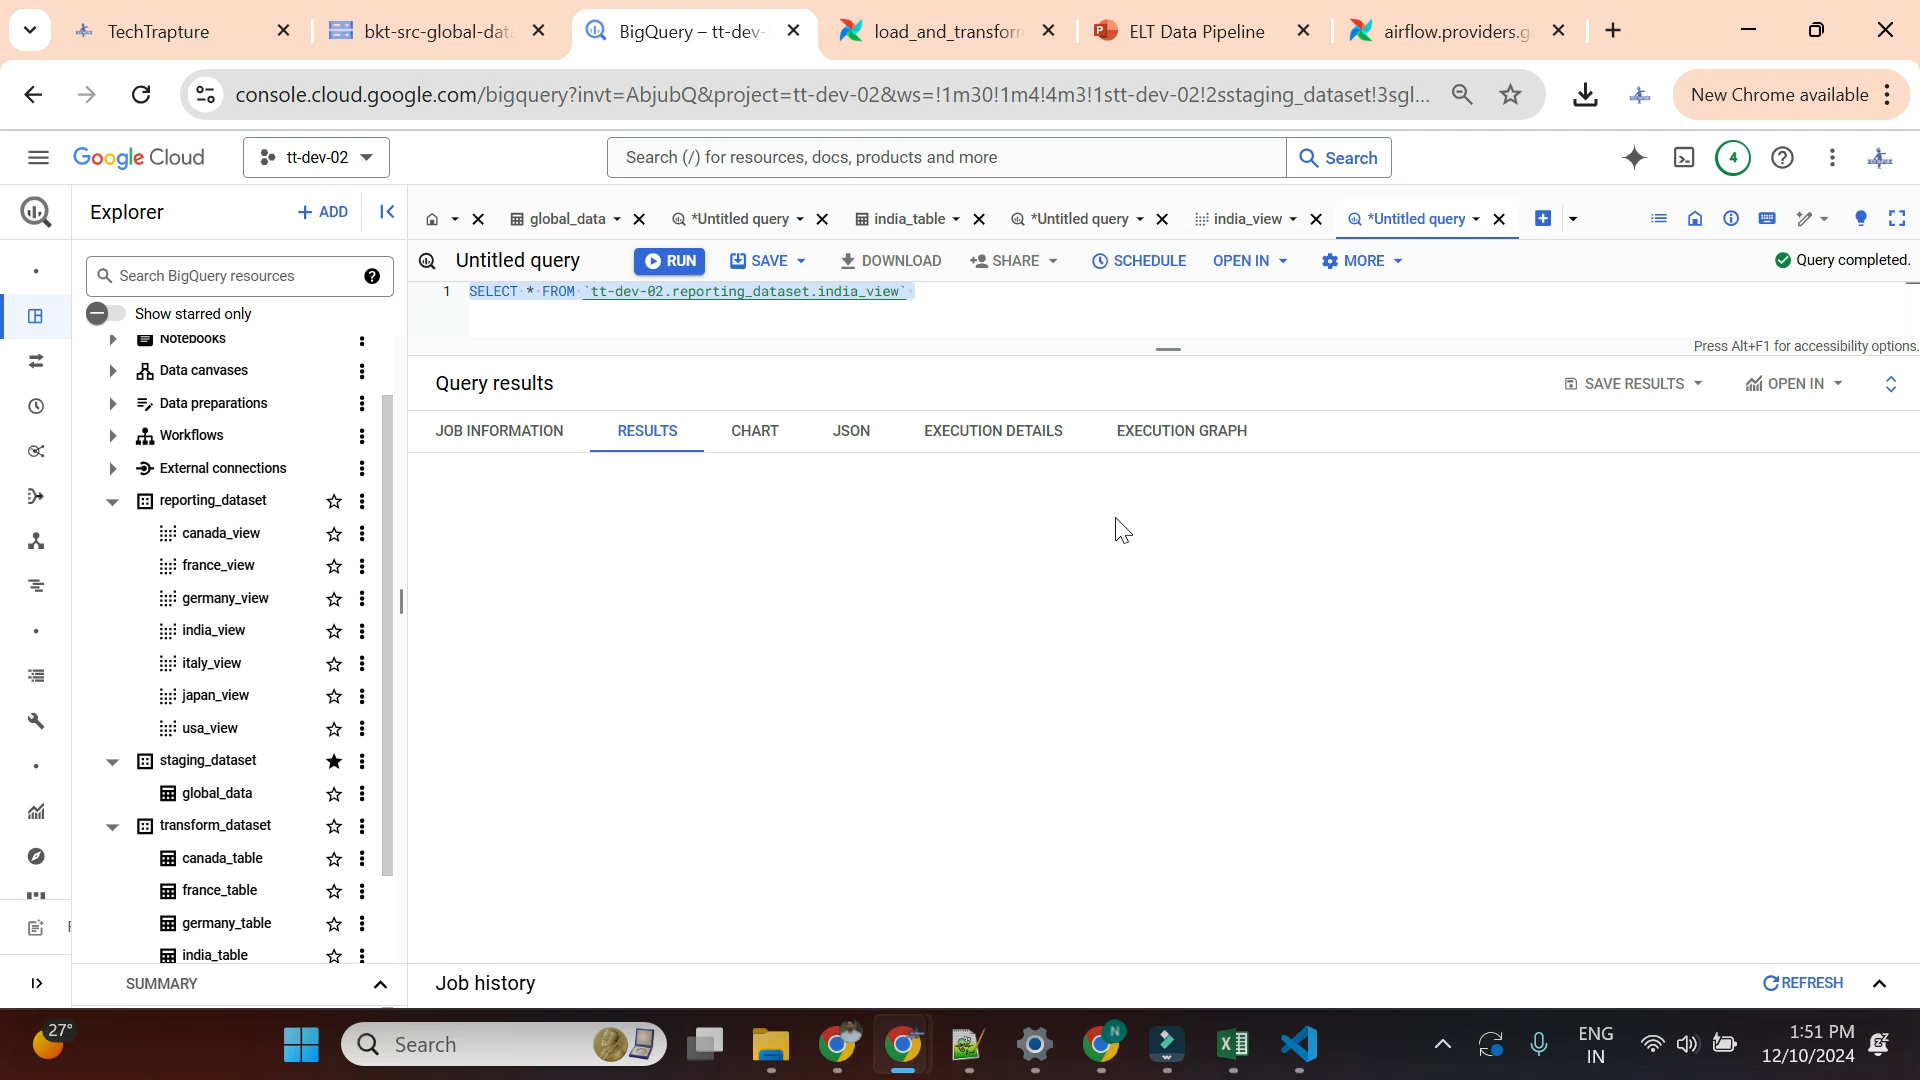 TechTrapture
bkt-src-global-dat
BigQuery – tt-dev-
load_and_transfor
ELT Data Pipeline
airflow.providers.g
console.cloud.google.com/bigquery?invt=AbjubQ&project=tt-dev-02&ws=!1m30!1m4!4m3!1stt-dev-02!2sstaging_dataset!3sgl...
New Chrome available
Google Cloud
tt-dev-02
Search (/) for resources, docs, products and more
Search
4
Explorer
+ ADD
global_data
*Untitled query
india_table
*Untitled query
india_view
*Untitled query
Untitled query
RUN
SAVE
DOWNLOAD
SHARE
SCHEDULE
OPEN IN
MORE
Query completed.
Search BigQuery resources
1 SELECT * FROM `tt-dev-02.reporting_dataset.india_view`
Show starred only
Press Alt+F1 for accessibility options.
Notebooks
Data canvases
Data preparations
Workflows
External connections
reporting_dataset
canada_view
france_view
germany_view
india_view
italy_view
japan_view
usa_view
staging_dataset
global_data
transform_dataset
canada_table
france_table
germany_table
india_table
SUMMARY
Query results
SAVE RESULTS
OPEN IN
JOB INFORMATION
RESULTS
CHART
JSON
EXECUTION DETAILS
EXECUTION GRAPH
Job history
REFRESH
27°
Search
N
ENG
IN
1:51 PM
12/10/2024